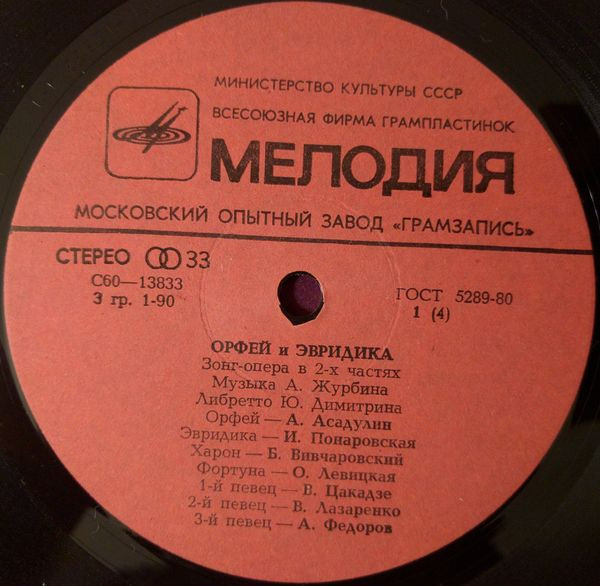 МИНИСТЕРСТВО КУЛЬТУРЫ СССР
ВСЕСОЮЗНАЯ ФИРМА ГРАМПЛАСТИНОК
МЕЛОДИЯ
МОСКОВСКИЙ ОПЫТНЫЙ ЗАВОД «ГРАМЗАПИСЬ»
СТЕРЕО 33
С60—13833
3 гр. 1-90
ГОСТ 5289-80
1 (4)
ОРФЕЙ и ЭВРИДИКА
Зонг-опера в 2-х частях
Музыка А. Журбина
Либретто Ю. Димитрина
Орфей — А. Асадулин
Эвридика — И. Понаровская
Харон — Б. Вивчаровский
Фортуна — О. Левицкая
1-й певец — В. Цакадзе
2-й певец — В. Лазаренко
3-й певец — А. Федоров